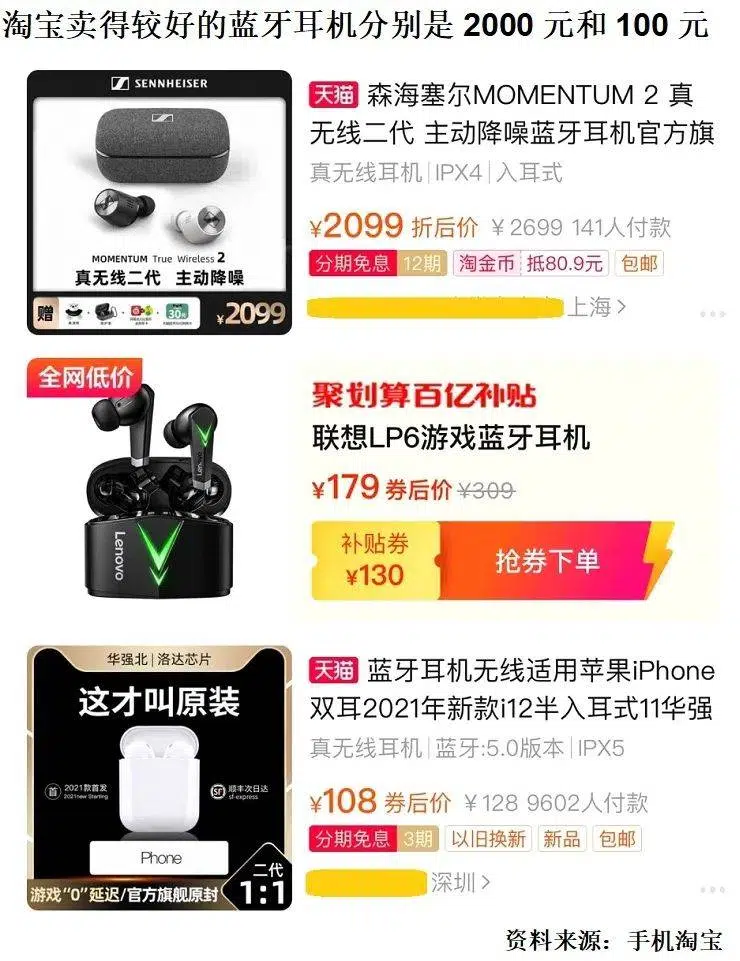 淘宝卖得较好的蓝牙耳机分别是 2000 元和 100 元
SENNHEISER
MOMENTUM True Wireless 2
真无线二代 主动降噪
赠
30元
¥2099
天猫 森海塞尔MOMENTUM 2 真
无线二代 主动降噪蓝牙耳机官方旗
真无线耳机|IPX4|入耳式
¥2099 折后价 ¥2699 141人付款
分期免息 12期 淘金币 抵80.9元 包邮
上海 >
...
全网低价
Lenovo
Lenovo
聚划算百亿补贴
联想LP6游戏蓝牙耳机
¥179 券后价 ¥309
补贴券
¥130
抢券下单
华强北|洛达芯片
这才叫原装
首 2021款首发
2021new Starting
SF 顺丰次日达
sf-express
Phone
游戏“0”延迟/官方旗舰原封
二代
1:1
天猫 蓝牙耳机无线适用苹果iPhone
双耳2021年新款i12半入耳式11华强
真无线耳机|蓝牙:5.0版本|IPX5
¥108 券后价 ¥128 9602人付款
分期免息 3期 以旧换新 新品 包邮
深圳 >
...
资料来源：手机淘宝